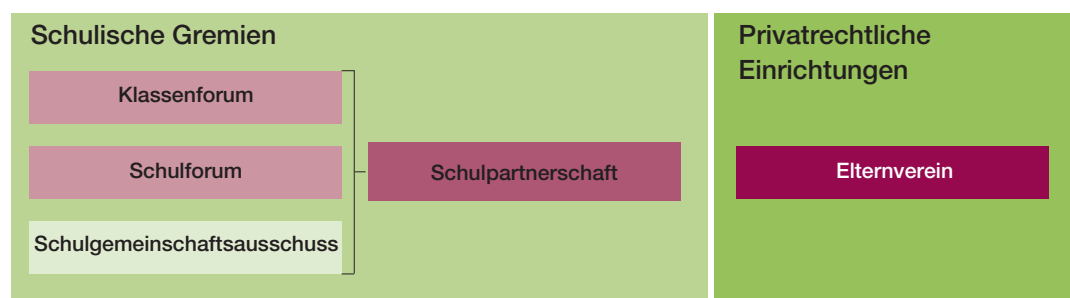 Schulische Gremien
Klassenforum
Schulforum
Schulgemeinschaftsausschuss
Schulpartnerschaft
Privatrechtliche
Einrichtungen
Elternverein